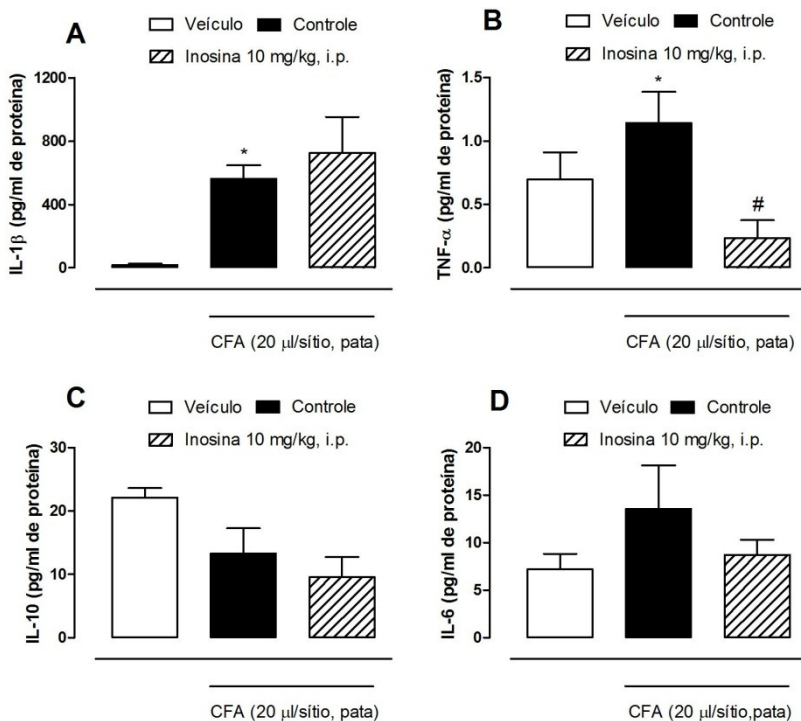 A
Veículo Controle
Inosina 10 mg/kg, i.p.
IL-1β (pg/ml de proteína)
1200
800
400
0
*
CFA (20 μl/sítio, pata)
B
Veículo Controle
Inosina 10 mg/kg, i.p.
TNF-α (pg/ml de proteína)
1.5
1.0
0.5
0.0
*
#
CFA (20 μl/sítio, pata)
C
Veículo Controle
Inosina 10 mg/kg, i.p.
IL-10 (pg/ml de proteína)
30
20
10
0
CFA (20 μl/sítio, pata)
D
Veículo Controle
Inosina 10 mg/kg, i.p.
IL-6 (pg/ml de proteína)
20
15
10
5
0
CFA (20 μl/sítio,pata)